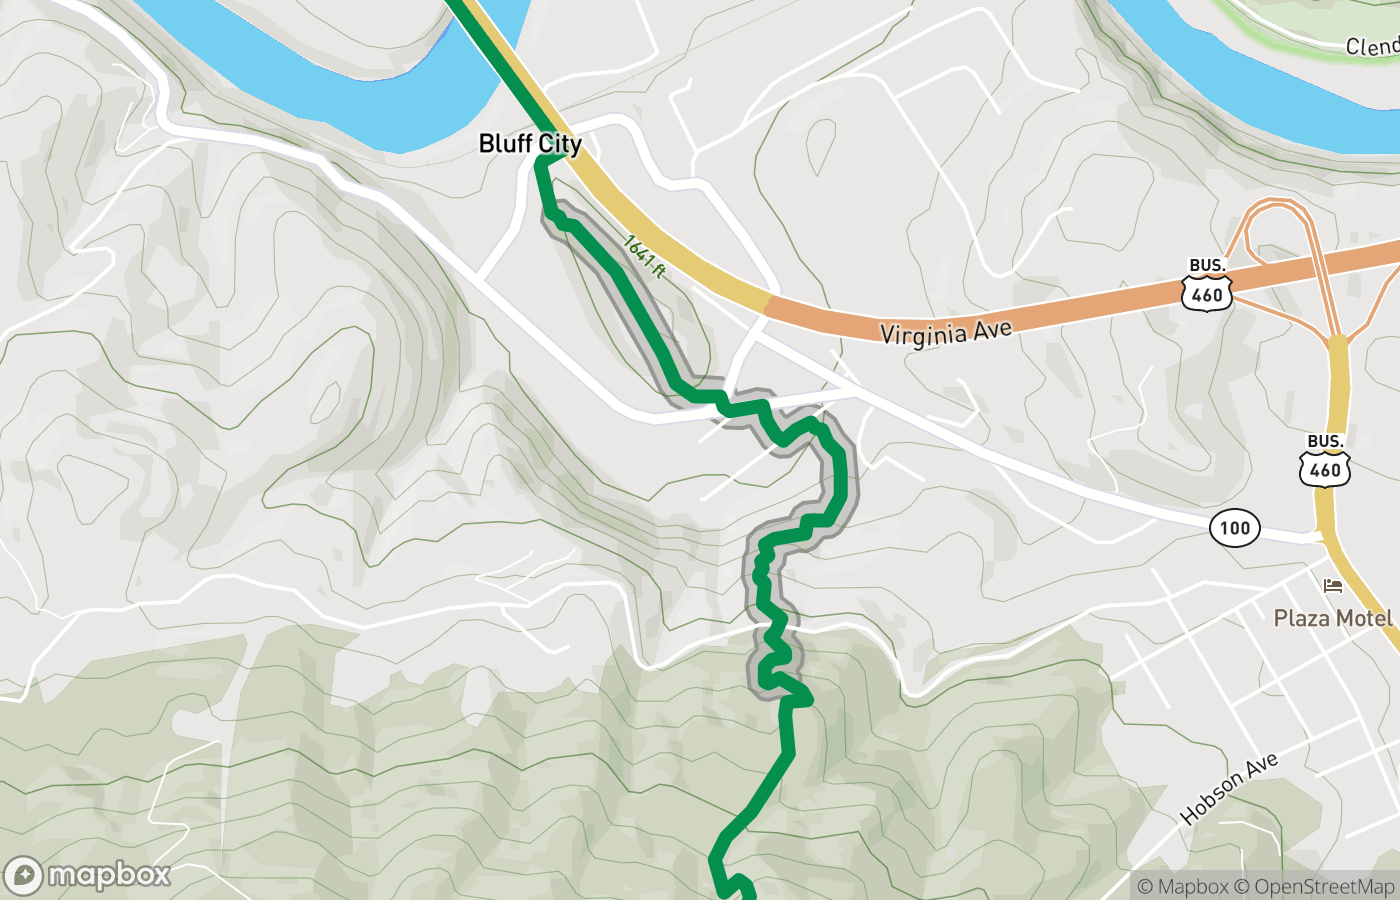 Clend
Bluff City
1641 ft
BUS.
460
Virginia Ave
BUS.
460
100
Plaza Motel
Hobson Ave
mapbox
© Mapbox © OpenStreetMap